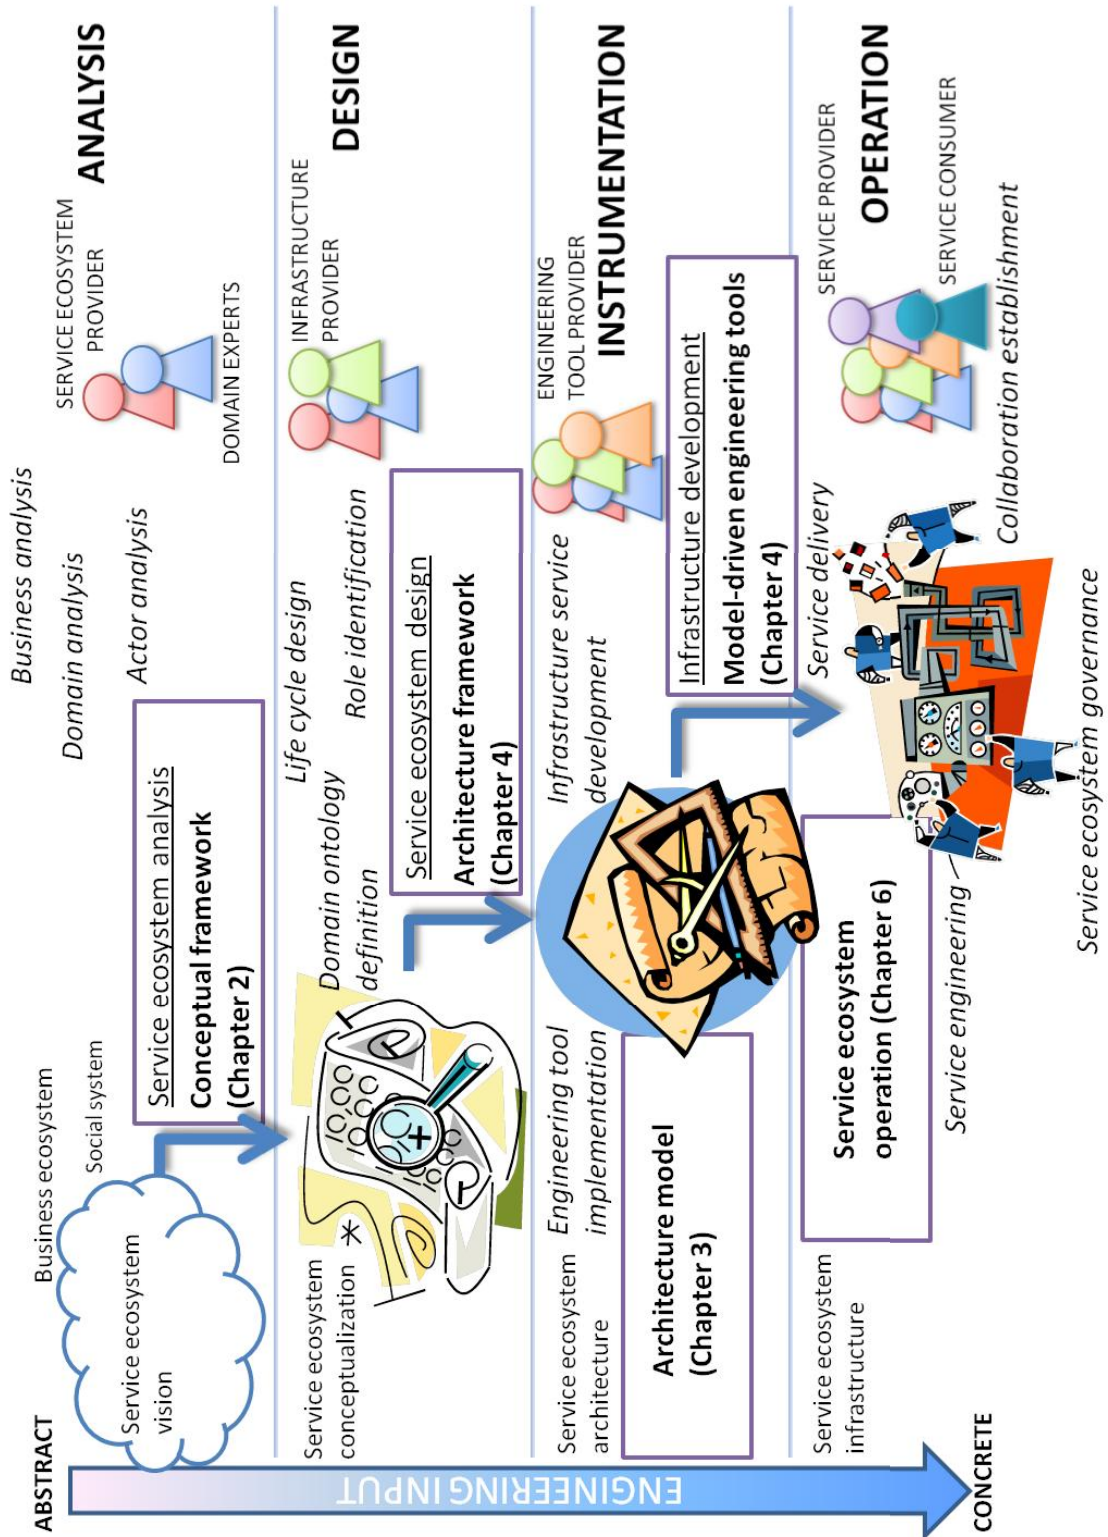 ABSTRACT
ENGINEERING INPUT
CONCRETE
Business ecosystem
Social system
Service ecosystem
vision
Service ecosystem analysis
Conceptual framework
(Chapter 2)
Business analysis
Domain analysis
Actor analysis
SERVICE ECOSYSTEM
PROVIDER
DOMAIN EXPERTS
ANALYSIS
Service ecosystem
conceptualization
Domain ontology
definition
Life cycle design
Role identification
Service ecosystem design
Architecture framework
(Chapter 4)
INFRASTRUCTURE
PROVIDER
DESIGN
Service ecosystem
architecture
Engineering tool
implementation
Architecture model
(Chapter 3)
Infrastructure service
development
Infrastructure development
Model-driven engineering tools
(Chapter 4)
ENGINEERING
TOOL PROVIDER
INSTRUMENTATION
Service ecosystem
infrastructure
Service ecosystem
operation (Chapter 6)
Service engineering
Service delivery
Service ecosystem governance
Collaboration establishment
SERVICE PROVIDER
SERVICE CONSUMER
OPERATION